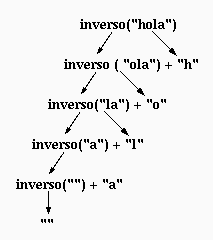 inverso("hola")
inverso ( "ola") + "h"
inverso("la") + "o"
inverso("a") + "l"
inverso("") + "a"
""